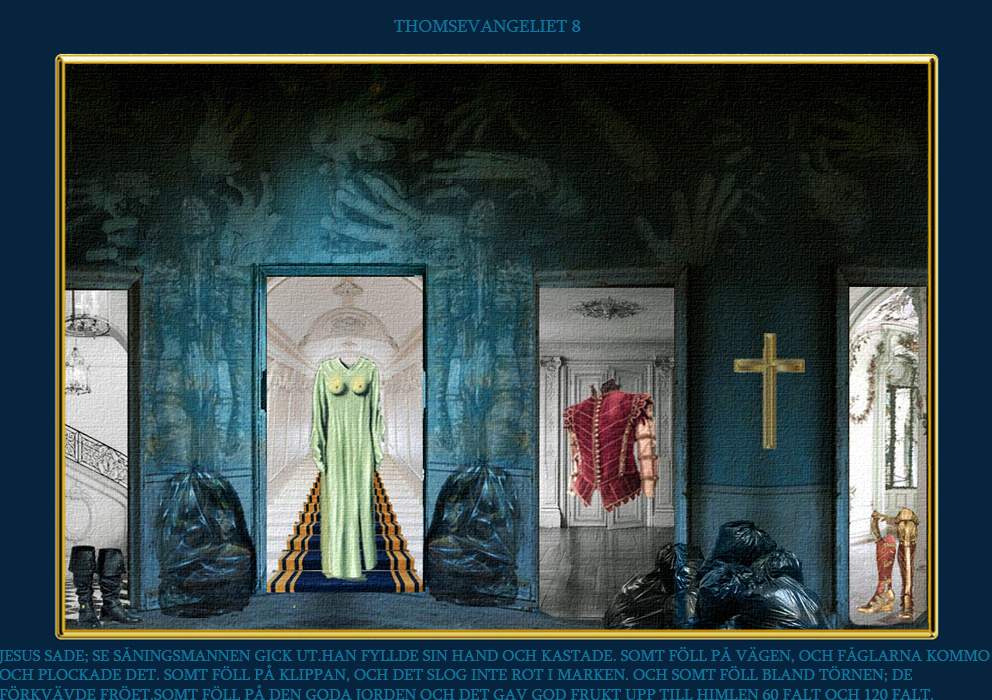 THOMSEVANGELIET 8
JESUS SADE; SE SÅNINGSMANNEN GICK UT.HAN FYLLDE SIN HAND OCH KASTADE. SOMT FÖLL PÅ VÄGEN, OCH FÅGLARNA KOMMO
OCH PLOCKADE DET. SOMT FÖLL PÅ KLIPPAN, OCH DET SLOG INTE ROT I MARKEN. OCH SOMT FÖLL BLAND TÖRNEN; DE
FÖRKVÄVDE FRÖET.SOMT FÖLL PÅ DEN GODA JORDEN OCH DET GAV GOD FRUKT UPP TILL HIMLEN 60 FALT OCH 120 FALT.